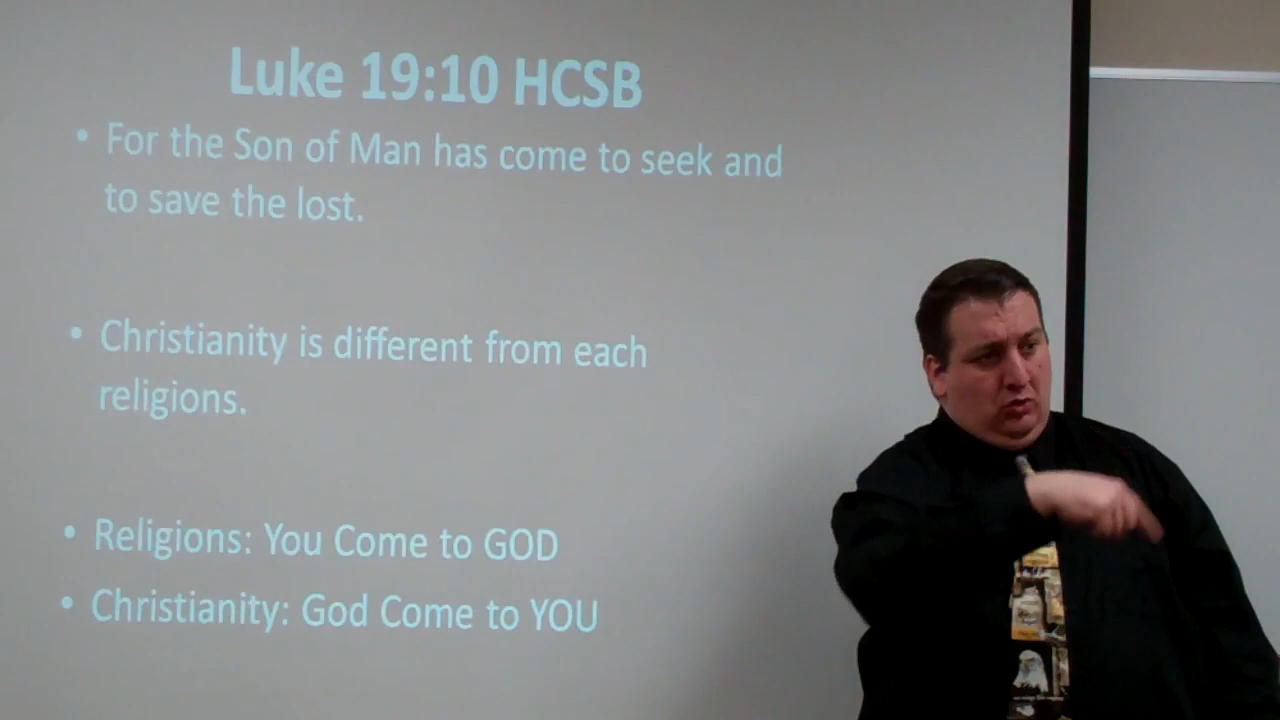 Luke 19:10 HCSB
• For the Son of Man has come to seek and
to save the lost.
• Christianity is different from each
religions.
• Religions: You Come to GOD
• Christianity: God Come to YOU